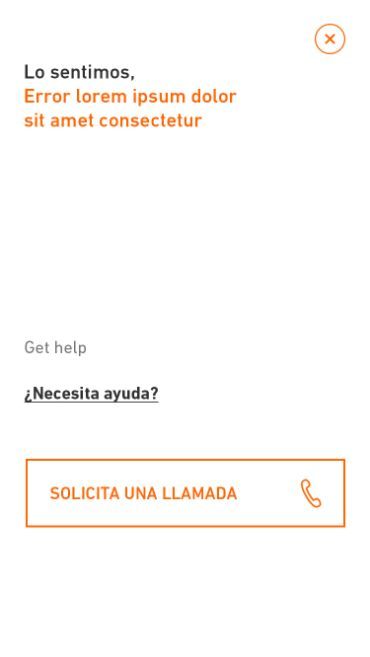 Lo sentimos,
Error lorem ipsum dolor
sit amet consectetur
Get help
¿Necesita ayuda?
SOLICITA UNA LLAMADA